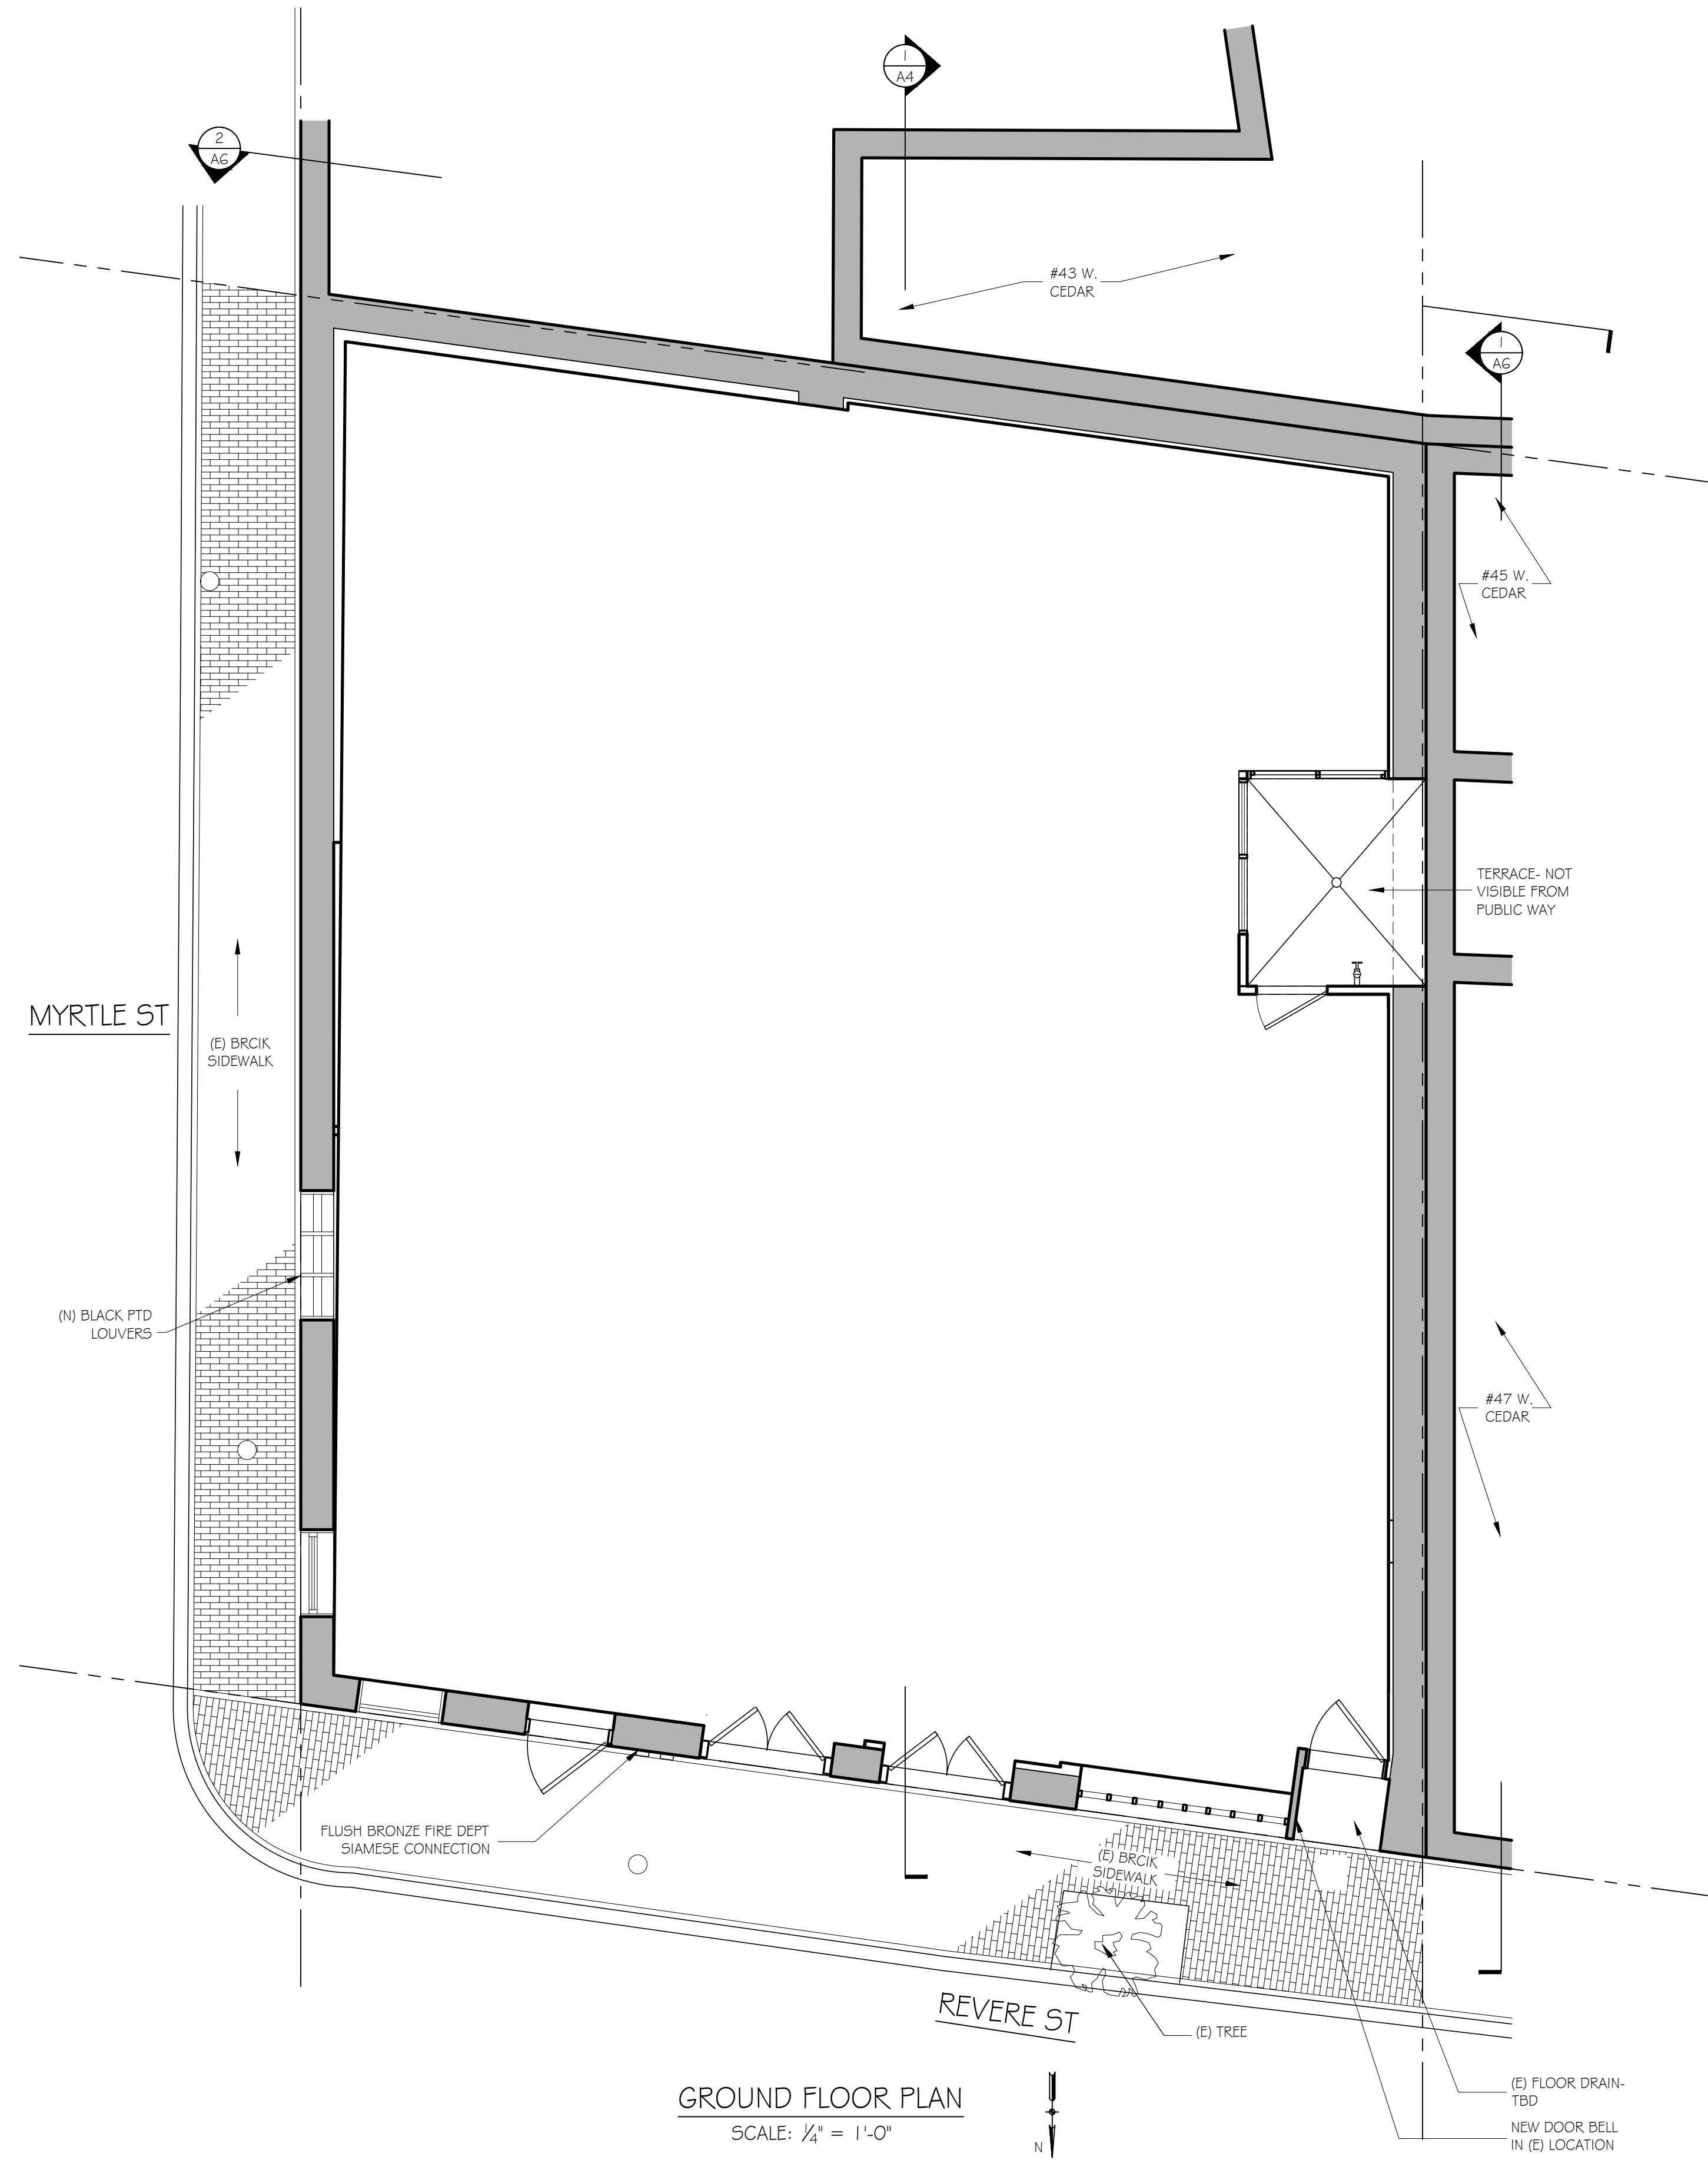 1
A4
2
A6
#43 W.
CEDAR
1
A6
#45 W.
CEDAR
TERRACE- NOT
VISIBLE FROM
PUBLIC WAY
MYRTLE ST
(E) BRCIK
SIDEWALK
(N) BLACK PTD
LOUVERS
#47 W.
CEDAR
FLUSH BRONZE FIRE DEPT
SIAMESE CONNECTION
(E) BRCIK
SIDEWALK
REVERE ST
(E) TREE
(E) FLOOR DRAIN-
TBD
NEW DOOR BELL
IN (E) LOCATION
GROUND FLOOR PLAN
SCALE: 1/4" = 1'-0"
N